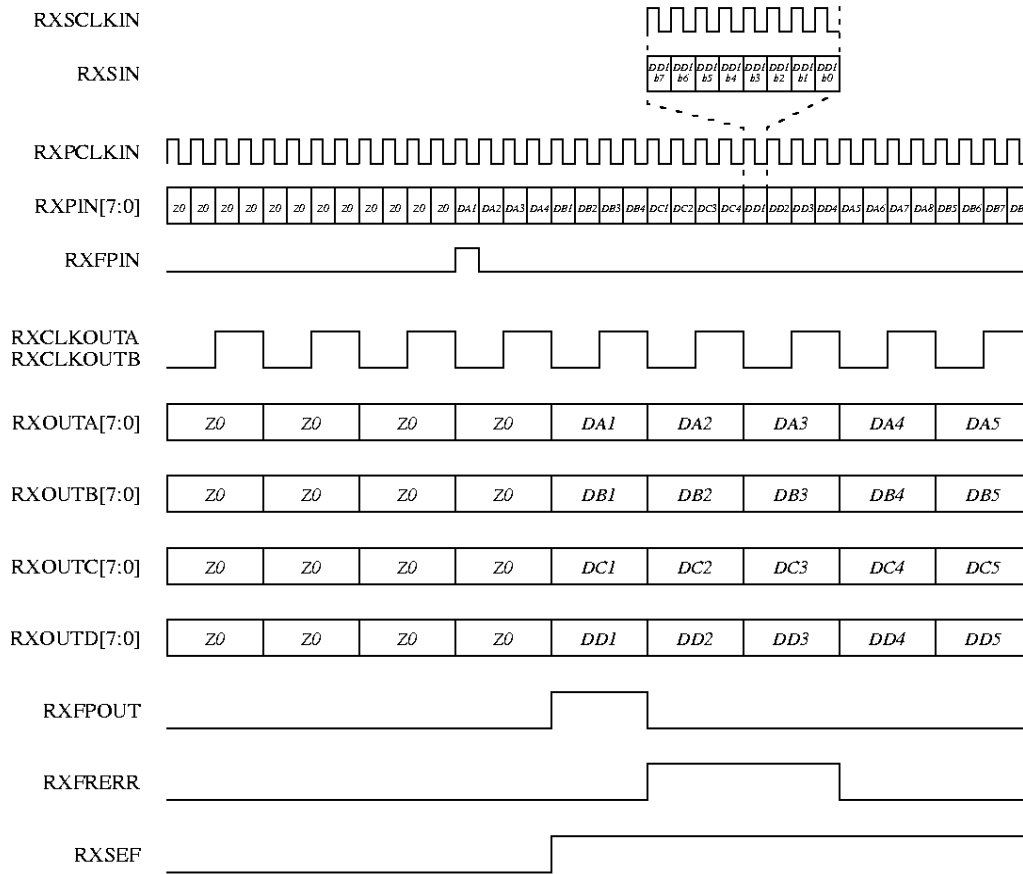 RXSCLKIN
RXSIN DD1 b7 DD1 b6 DD1 b5 DD1 b4 DD1 b3 DD1 b2 DD1 b1 DD1 b0
RXPCLKIN
RXPIN[7:0] Z0 Z0 Z0 Z0 Z0 Z0 Z0 Z0 Z0 Z0 Z0 Z0 DA1 DA2 DA3 DA4 DB1 DB2 DB3 DB4 DC1 DC2 DC3 DC4 DD1 DD2 DD3 DD4 DA5 DA6 DA7 DA8 DB5 DB6 DB7
RXFPIN
RXCLKOUTA
RXCLKOUTB
RXOUTA[7:0] Z0 Z0 Z0 Z0 DA1 DA2 DA3 DA4 DA5
RXOUTB[7:0] Z0 Z0 Z0 Z0 DB1 DB2 DB3 DB4 DB5
RXOUTC[7:0] Z0 Z0 Z0 Z0 DC1 DC2 DC3 DC4 DC5
RXOUTD[7:0] Z0 Z0 Z0 Z0 DD1 DD2 DD3 DD4 DD5
RXFPOUT
RXFRERR
RXSEF